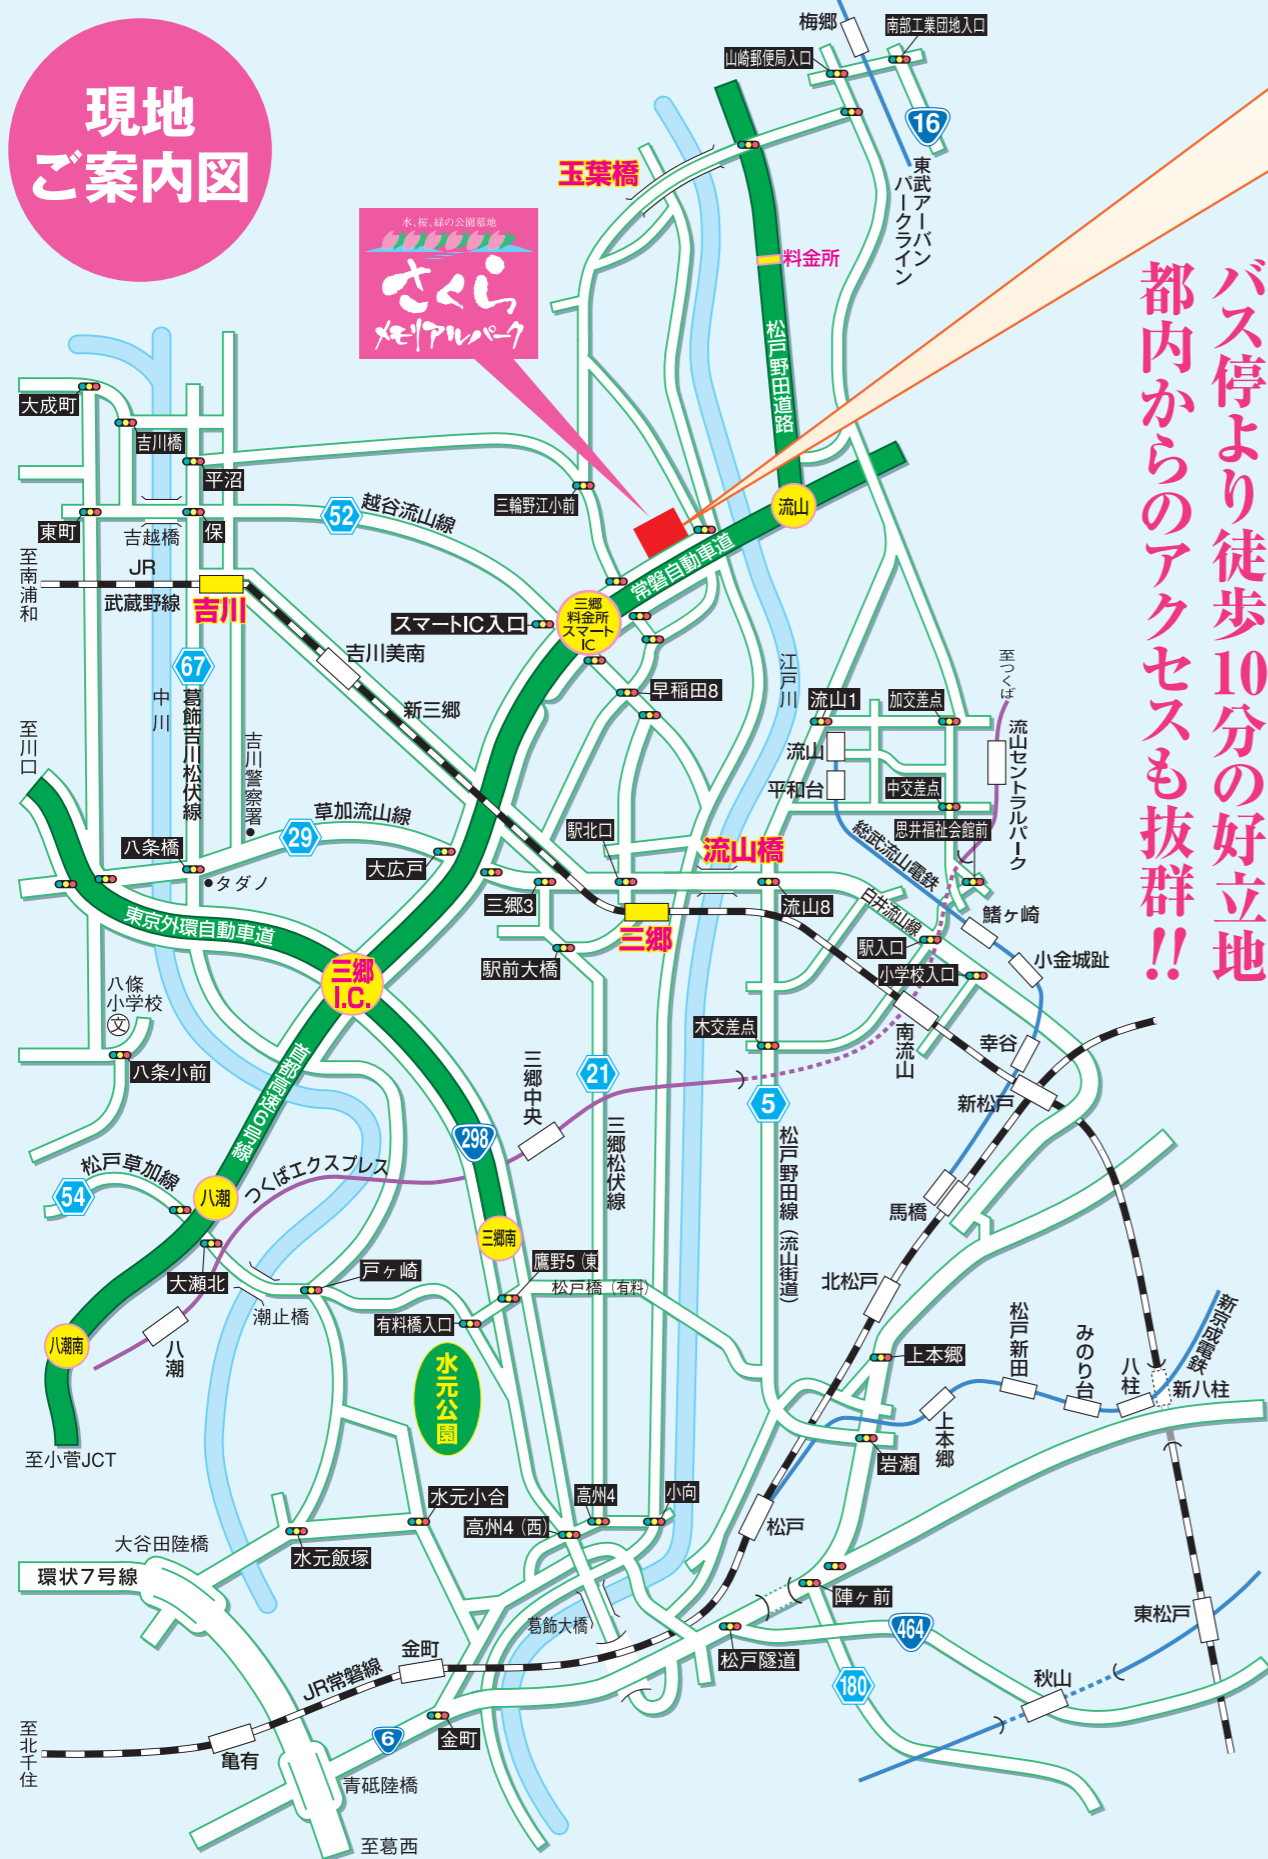 現地
ご案内図
梅郷
南部工業団地入口
山崎郵便局入口
16
東武アーバン
パークライン
玉葉橋
料金所
水、桜、緑の公園墓地
さくら
メモリアルパーク
バス停より徒歩10分の好立地
都内からのアクセスも抜群!!
松戸野田道路
大成町
吉川橋
平沼
東町
吉越橋
保
52
越谷流山線
三輪野江小前
流山
常磐自動車道
至南浦和
JR
武蔵野線
吉川
三郷
料金所
スマート
IC
スマートIC入口
67
吉川美南
新三郷
早稲田8
江戸川
至つくば
流山1
加交差点
流山
平和台
流山セントラルパーク
中交差点
思井福祉会館前
中川
葛飾吉川松伏線
吉川警察署
至川口
八条橋
29
草加流山線
大広戸
駅北口
流山橋
総武流山電鉄
タダノ
三郷3
流山8
白井流山線
鰭ヶ崎
東京外環自動車道
三郷
駅前大橋
駅入口
小金城趾
小学校入口
三郷
I.C.
八條
小学校
文
八条小前
木交差点
南流山
幸谷
新松戸
首都高速6号線
三郷中央
21
5
298
三郷松伏線
松戸野田線(流山街道)
松戸草加線
54
つくばエクスプレス
八潮
馬橋
三郷南
大瀬北
戸ヶ崎
鷹野5(東)
松戸橋(有料)
北松戸
潮止橋
有料橋入口
八潮南
八潮
水元公園
上本郷
松戸新田
みのり台
八柱
新京成電鉄
新八柱
上本郷
岩瀬
至小菅JCT
水元小合
高州4
小向
高州4(西)
松戸
大谷田陸橋
水元飯塚
環状7号線
陣ヶ前
葛飾大橋
464
東松戸
金町
松戸隧道
JR常磐線
180
秋山
至北千住
亀有
6
金町
青砥陸橋
至葛西